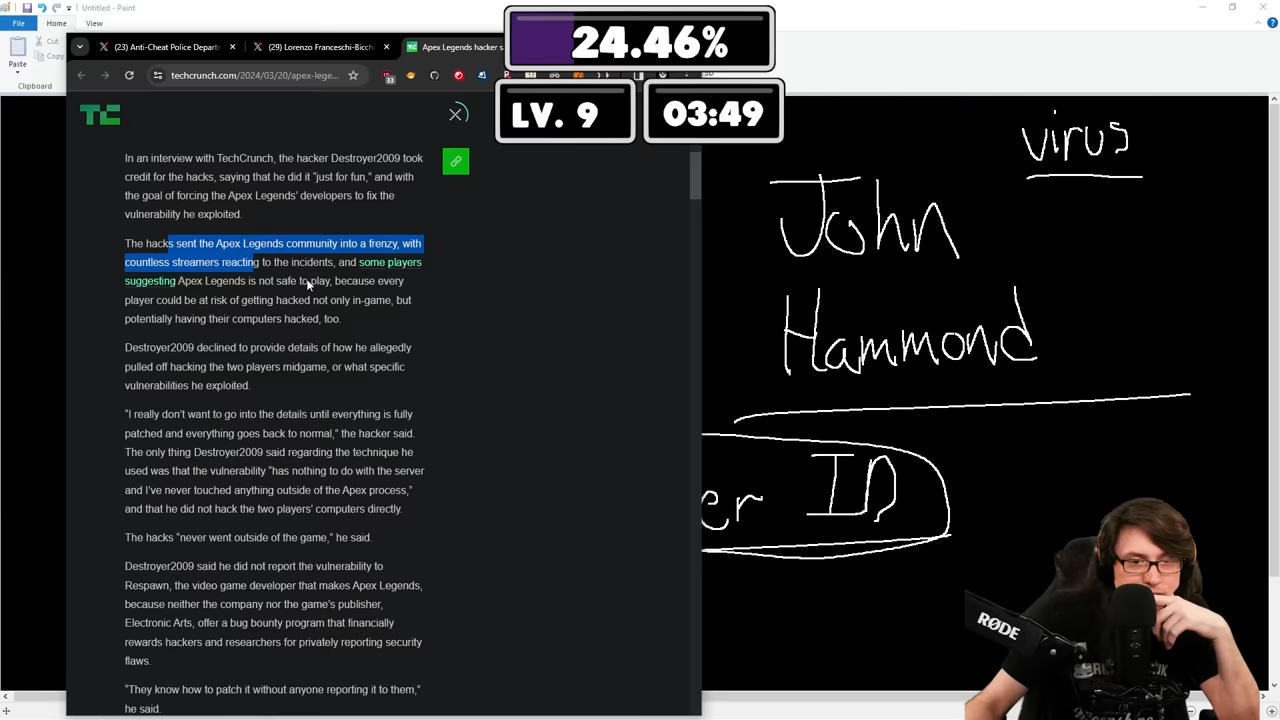 Untitled - Paint
File Home View
Paste
Cut
Copy
Clipboard
(23) Anti-Cheat Police Depart
(29) Lorenzo Franceschi-Bicch
Apex Legends hacker s
techcrunch.com/2024/03/20/apex-lege...
33
24.46%
LV. 9
03:49
TC
In an interview with TechCrunch, the hacker Destroyer2009 took
credit for the hacks, saying that he did it “just for fun,” and with
the goal of forcing the Apex Legends’ developers to fix the
vulnerability he exploited.
The hacks sent the Apex Legends community into a frenzy, with
countless streamers reacting to the incidents, and some players
suggesting Apex Legends is not safe to play, because every
player could be at risk of getting hacked not only in-game, but
potentially having their computers hacked, too.
Destroyer2009 declined to provide details of how he allegedly
pulled off hacking the two players midgame, or what specific
vulnerabilities he exploited.
“I really don’t want to go into the details until everything is fully
patched and everything goes back to normal,” the hacker said.
The only thing Destroyer2009 said regarding the technique he
used was that the vulnerability “has nothing to do with the server
and I’ve never touched anything outside of the Apex process,”
and that he did not hack the two players’ computers directly.
The hacks “never went outside of the game,” he said.
Destroyer2009 said he did not report the vulnerability to
Respawn, the video game developer that makes Apex Legends,
because neither the company nor the game’s publisher,
Electronic Arts, offer a bug bounty program that financially
rewards hackers and researchers for privately reporting security
flaws.
“They know how to patch it without anyone reporting it to them,”
he said.
virus
John
Hammond
er ID
RØDE